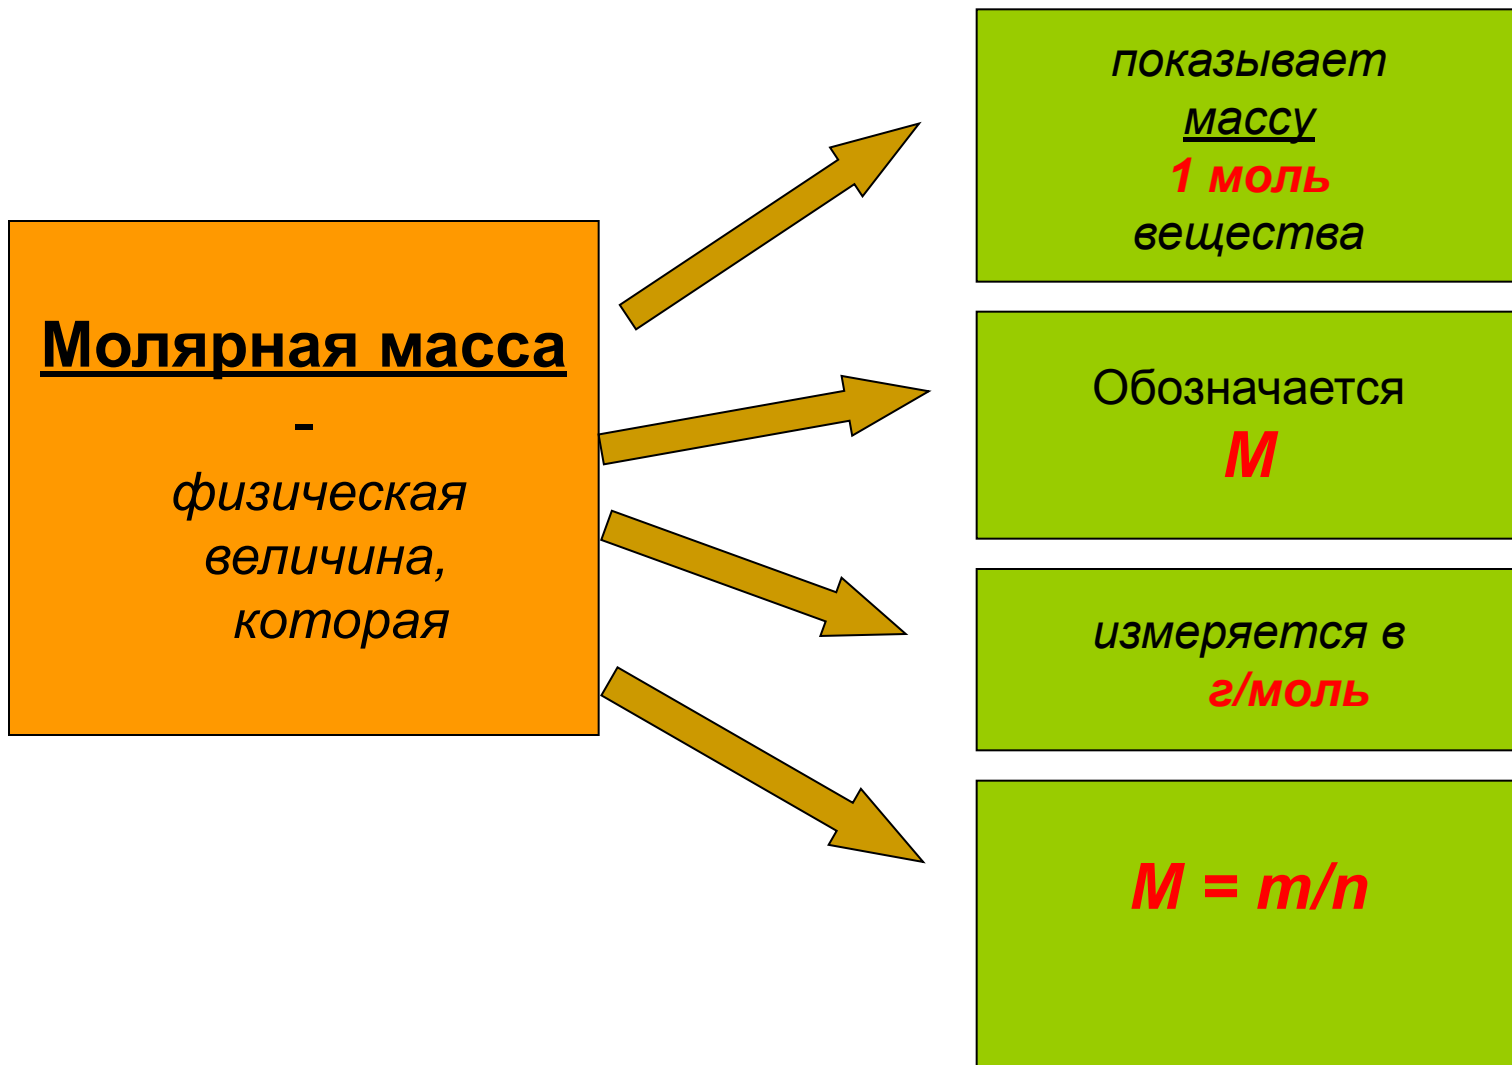 Молярная масса
-
физическая
величина,
которая
показывает
массу
1 моль
вещества
Обозначается
М
измеряется в
г/моль
M = m/n